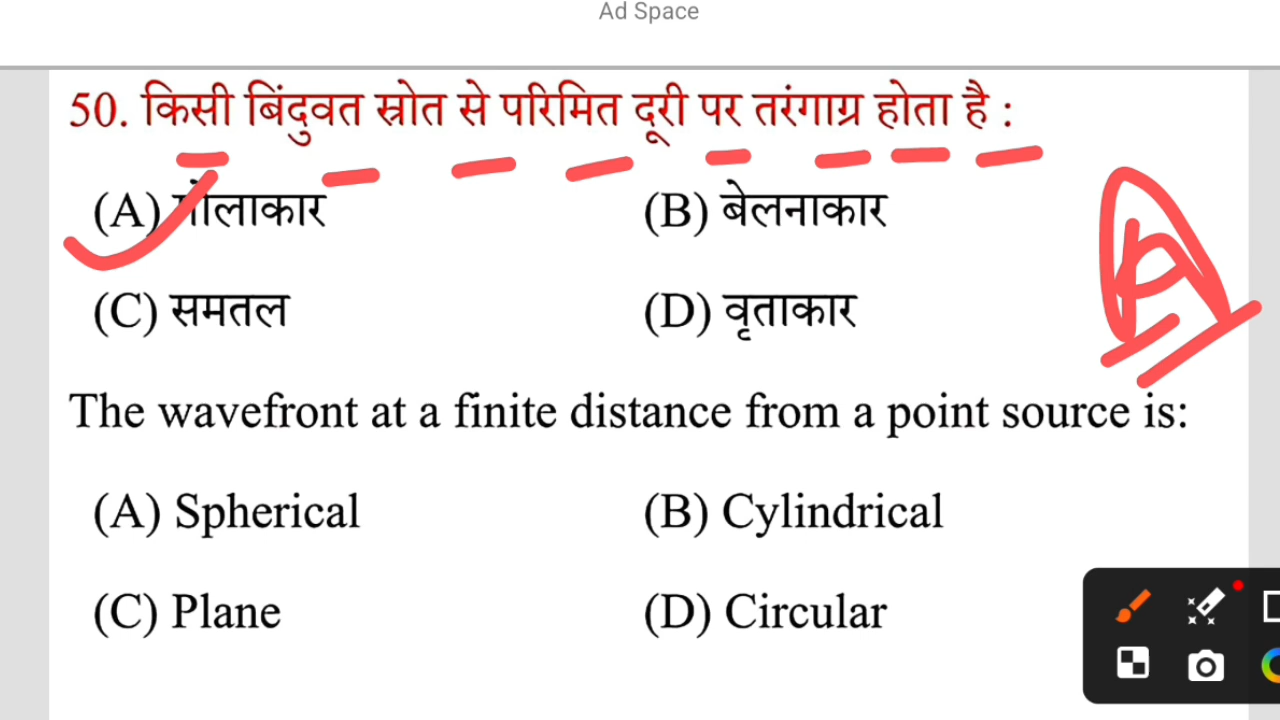 Ad Space
50. किसी बिंदुवत स्रोत से परिमित दूरी पर तरंगाग्र होता है :
(A) गोलाकार (B) बेलनाकार
(C) समतल (D) वृताकार
A
The wavefront at a finite distance from a point source is:
(A) Spherical (B) Cylindrical
(C) Plane (D) Circular